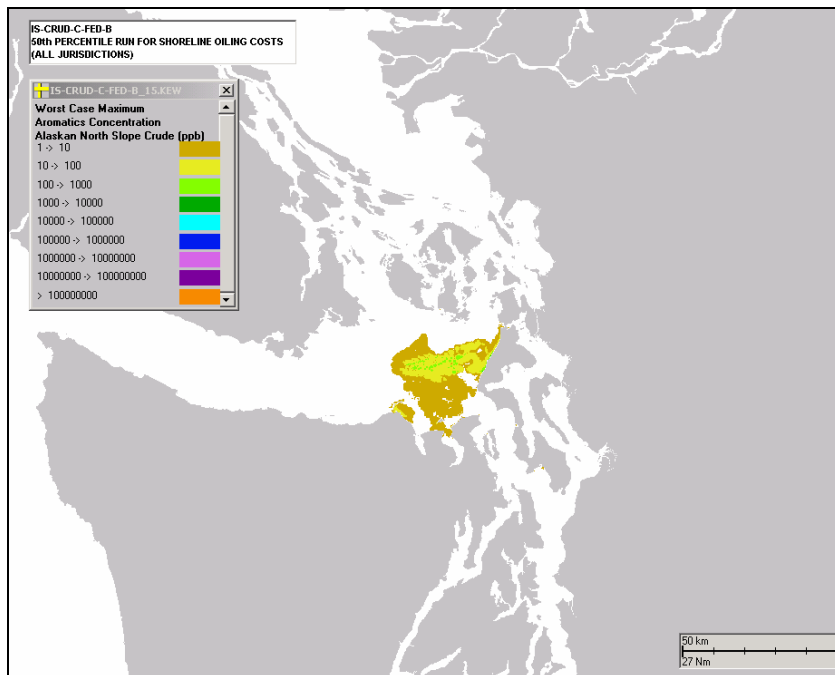 IS-CRUD-C-FED-B
50th PERCENTILE RUN FOR SHORELINE OILING COSTS
(ALL JURISDICTIONS)
IS-CRUD-C-FED-B_15.KEW
Worst Case Maximum
Aromatics Concentration
Alaskan North Slope Crude (ppb)
1 -> 10
10 -> 100
100 -> 1000
1000 -> 10000
10000 -> 100000
100000 -> 1000000
1000000 -> 10000000
10000000 -> 100000000
> 100000000
50 km
27 Nm